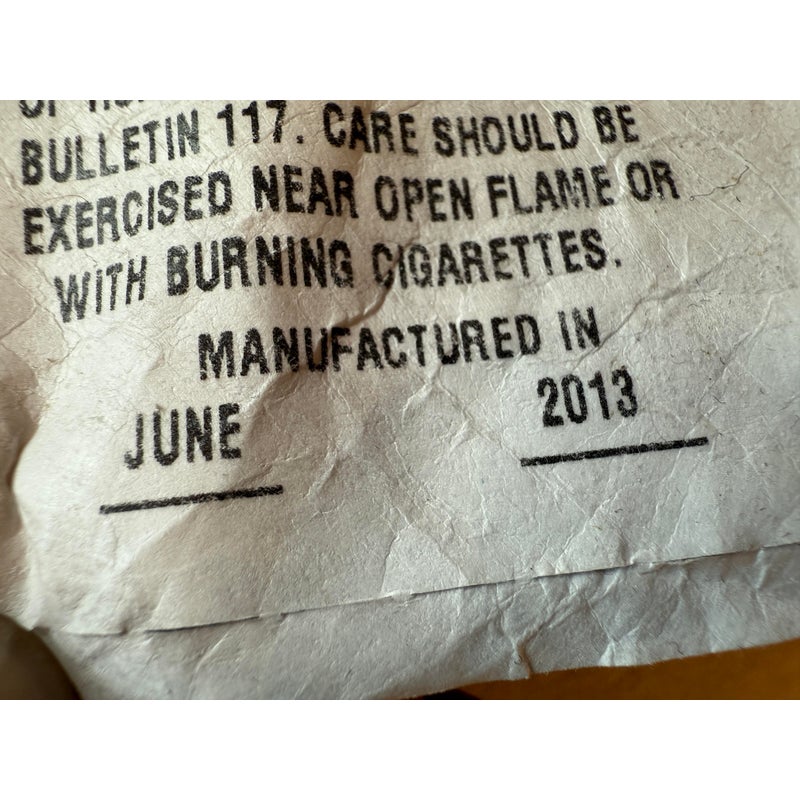 BULLETIN 117. CARE SHOULD BE
EXERCISED NEAR OPEN FLAME OR
WITH BURNING CIGARETTES.
MANUFACTURED IN
JUNE 2013